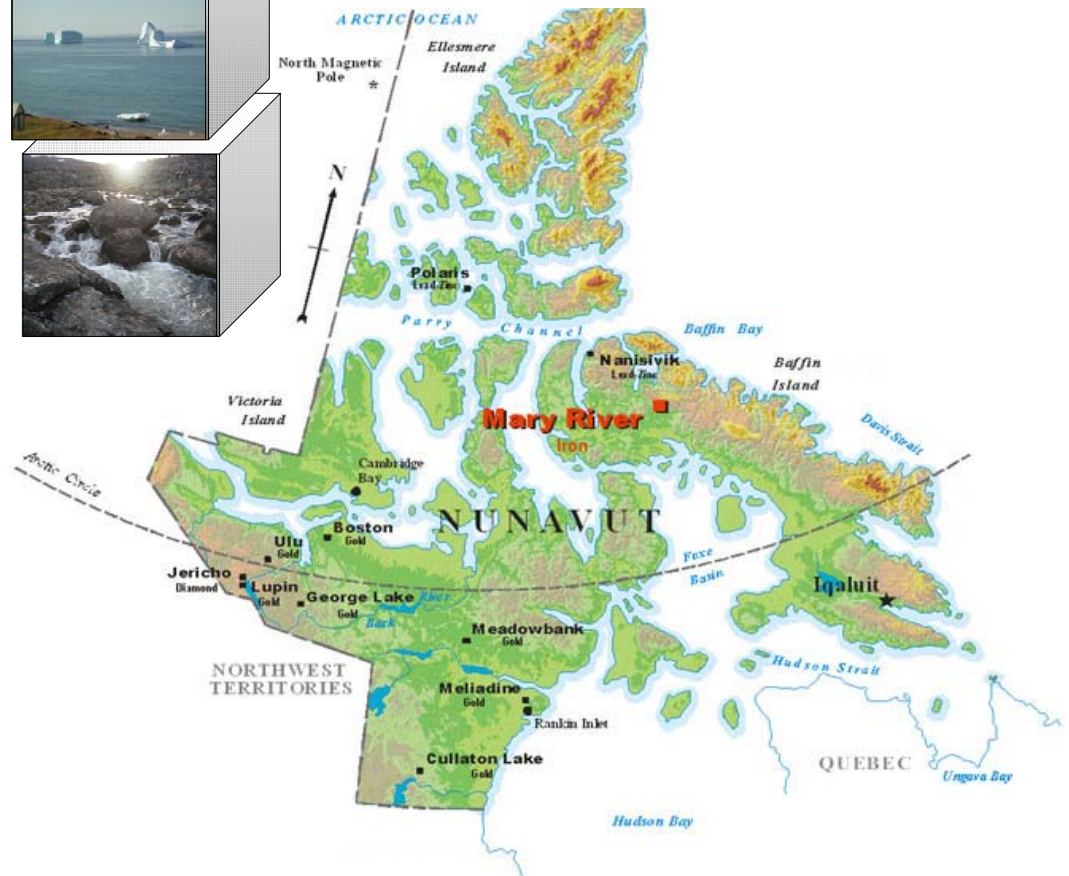 ARCTIC OCEAN
Ellesmere
Island
North Magnetic
Pole
*
N
Polaris
Lead-Zinc
Parry Channel
Baffin Bay
Nanisivik
Lead-Zinc
Baffin
Island
Victoria
Island
Mary River
Iron
Davis Strait
Arctic Circle
Cambridge
Bay
NUNAVUT
Boston
Gold
Ulu
Gold
Foxe
Basin
Jericho
Diamond
Lupin
Gold
George Lake
Gold
Back River
Iqaluit
Meadowbank
Gold
NORTHWEST
TERRITORIES
Hudson Strait
Meliadine
Gold
Rankin Inlet
Cullaton Lake
Gold
QUEBEC
Ungava Bay
Hudson Bay